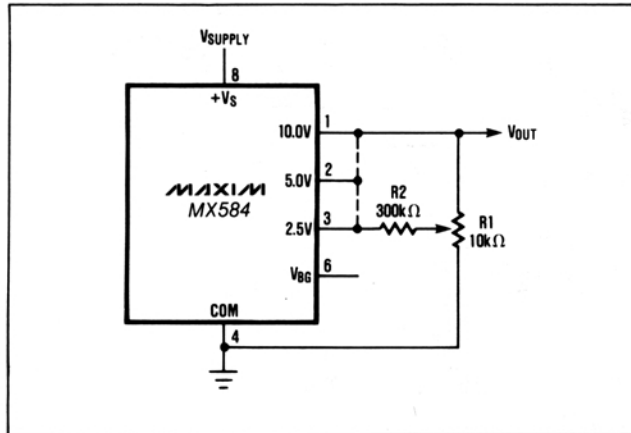 VSUPPLY
8
+VS
10.0V 1
VOUT
5.0V 2
MAXIM
MX584
R2
300kΩ
2.5V 3
R1
10kΩ
VBG 6
COM
4